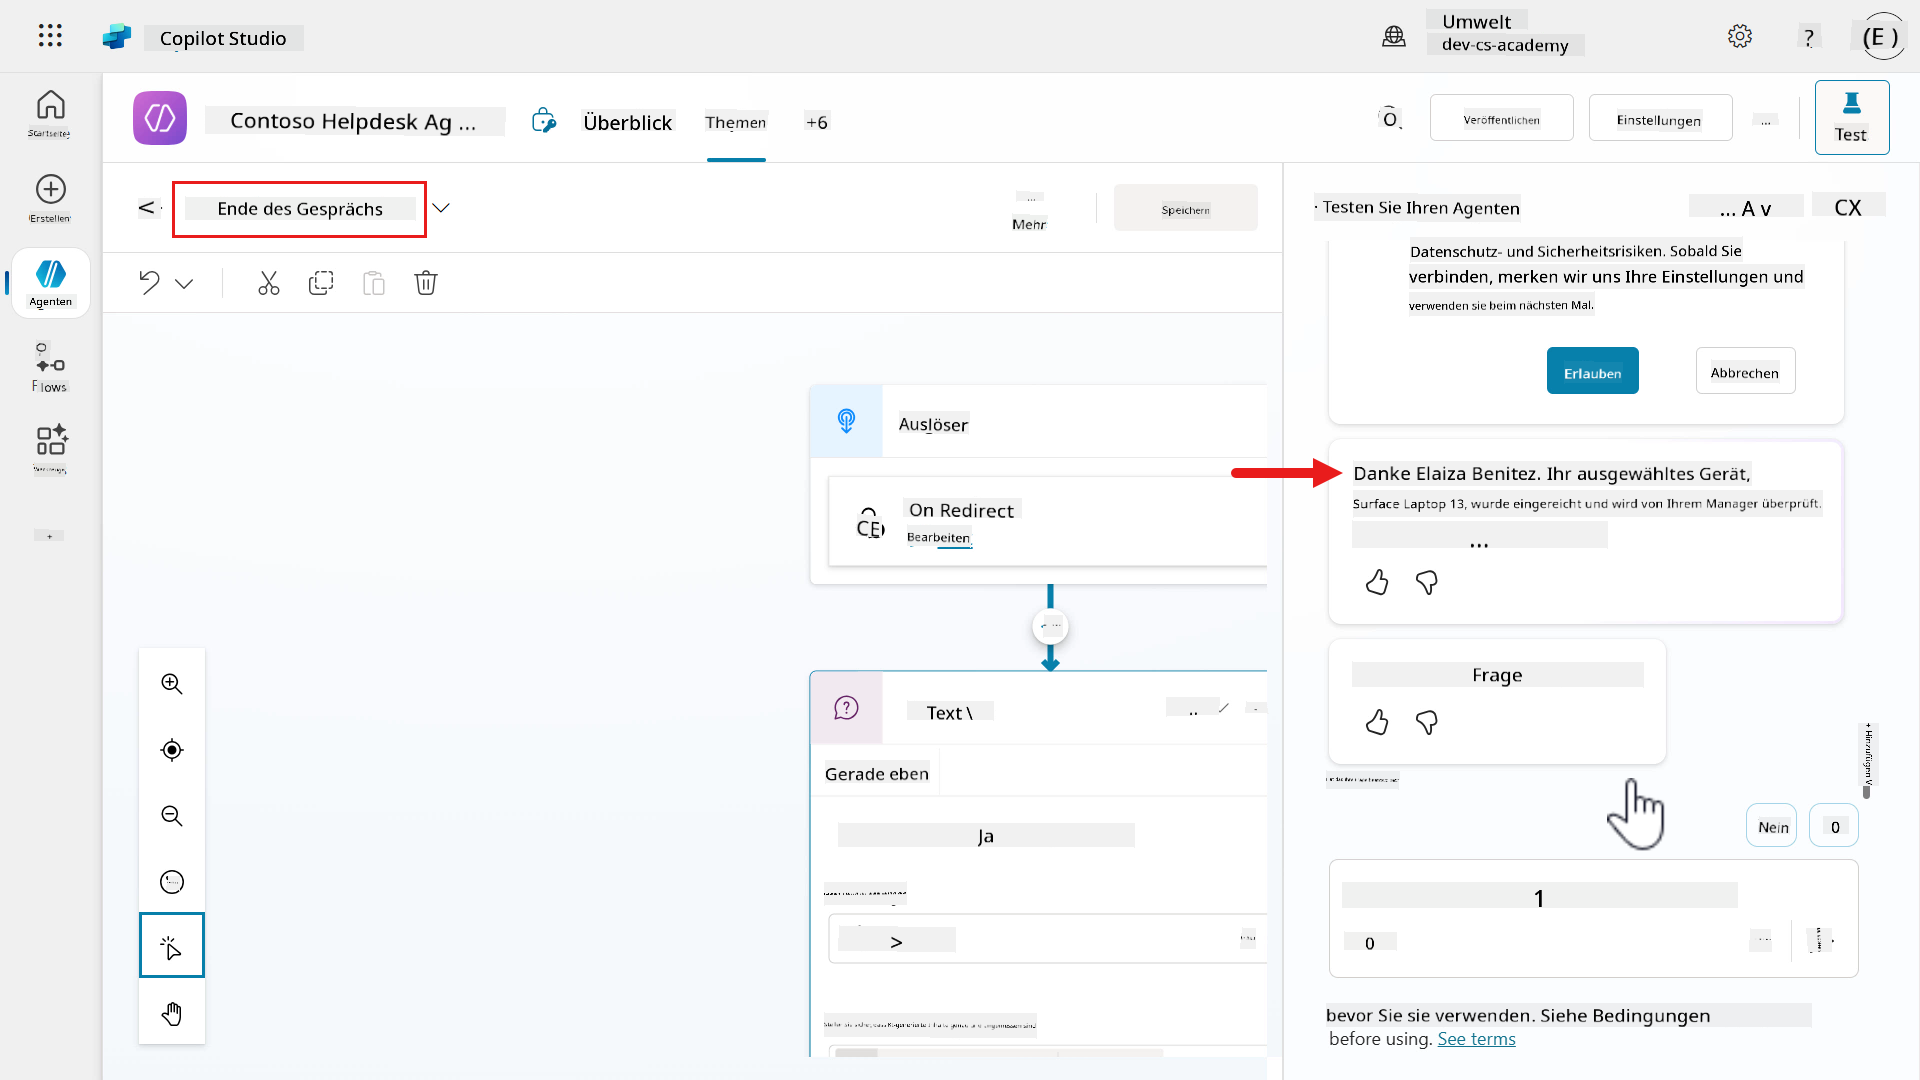 Copilot Studio
Umwelt
dev-cs-academy
?
(E )
Startseite
Contoso Helpdesk Ag ...
Überblick
Themen
+6
O
Veröffentlichen
Einstellungen
...
Test
Erstellen
<
Ende des Gesprächs
...
Mehr
Speichern
Testen Sie Ihren Agenten
... A v
CX
Agenten
Flows
+
Auslöser
On Redirect
CE
Bearbeiten
Text \
..
Gerade eben
Ja
>
Datenschutz- und Sicherheitsrisiken. Sobald Sie
verbinden, merken wir uns Ihre Einstellungen und
verwenden sie beim nächsten Mal.
Erlauben
Abbrechen
Danke Elaiza Benitez. Ihr ausgewähltes Gerät,
Surface Laptop 13, wurde eingereicht und wird von Ihrem Manager überprüft.
...
Frage
+ Hinzufügen V
Nein
0
1
0
bevor Sie sie verwenden. Siehe Bedingungen
before using. See terms